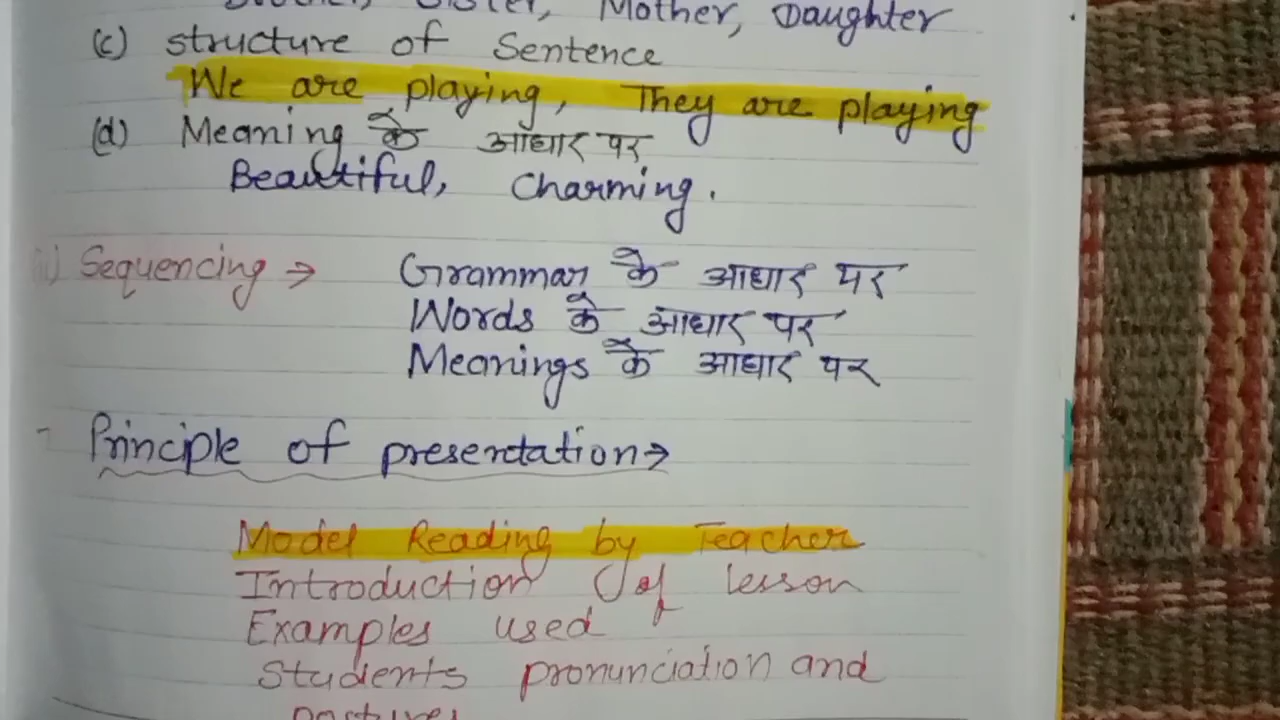 Mother, Daughter
(c) structure of Sentence
We are playing, They are playing
(d) Meaning के आधार पर
Beautiful, Charming.
Sequencing → Grammar के आधार पर
Words के आधार पर
Meanings के आधार पर
Principle of presentation→
Model Reading by Teacher
Introduction of lesson
Examples used
Students pronunciation and